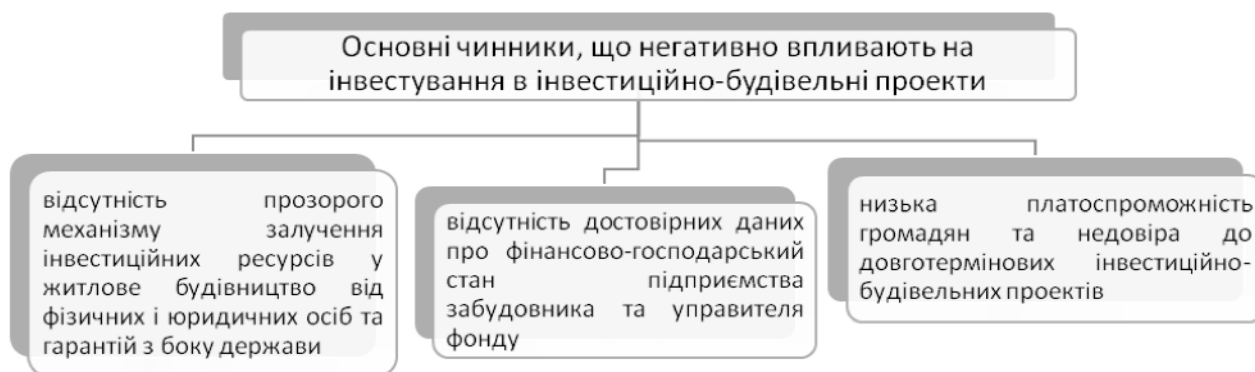 Основні чинники, що негативно впливають на
інвестування в інвестиційно-будівельні проекти
відсутність прозорого
механізму залучення
інвестиційних ресурсів у
житлове будівництво від
фізичних і юридичних осіб та
гарантій з боку держави
відсутність достовірних даних
про фінансово-господарський
стан підприємства
забудовника та управителя
фонду
низька платоспроможність
громадян та недовіра до
довготермінових інвестиційно-
будівельних проектів